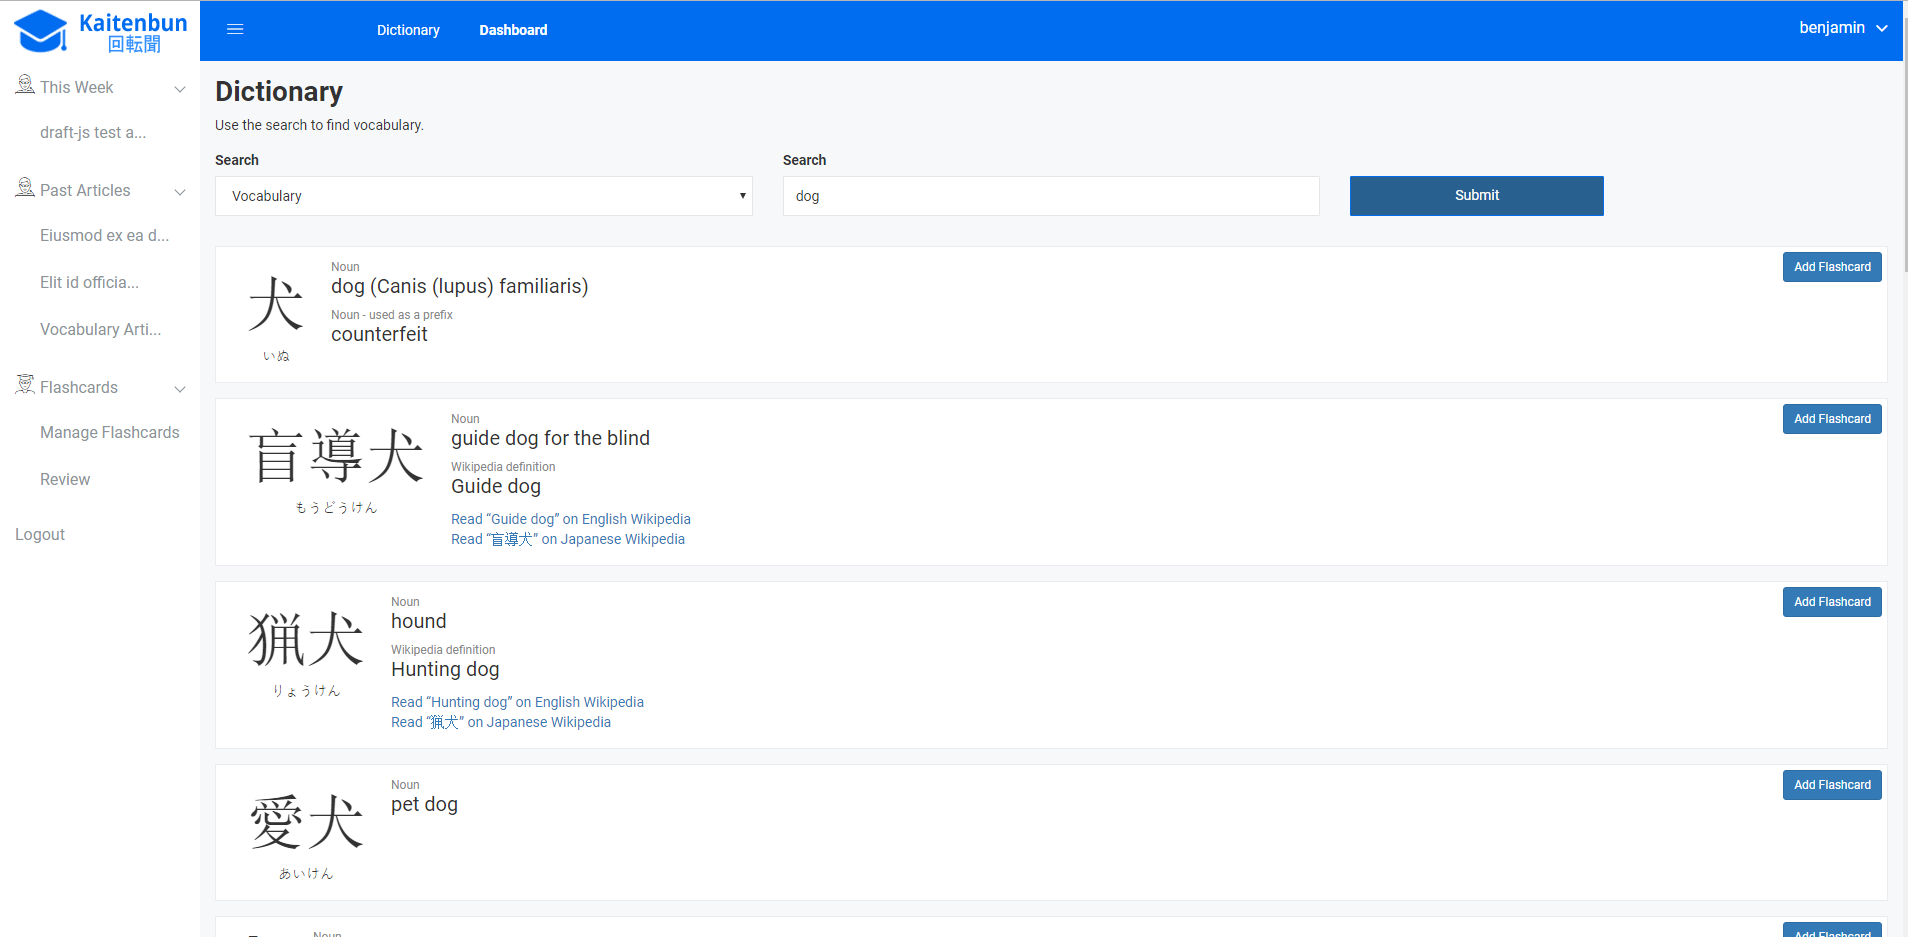 Kaitenbun
回転聞
Dictionary
Dashboard
benjamin
This Week
draft-js test a...
Past Articles
Eiusmod ex ea d...
Elit id officia...
Vocabulary Arti...
Flashcards
Manage Flashcards
Review
Logout
Dictionary
Use the search to find vocabulary.
Search
Vocabulary
Search
dog
Submit
犬
いぬ
Noun
dog (Canis (lupus) familiaris)
Noun - used as a prefix
counterfeit
Add Flashcard
盲導犬
もうどうけん
Noun
guide dog for the blind
Wikipedia definition
Guide dog
Read “Guide dog” on English Wikipedia
Read “盲導犬” on Japanese Wikipedia
Add Flashcard
猟犬
りょうけん
Noun
hound
Wikipedia definition
Hunting dog
Read “Hunting dog” on English Wikipedia
Read “猟犬” on Japanese Wikipedia
Add Flashcard
愛犬
あいけん
Noun
pet dog
Add Flashcard
Noun
Add Flashcard